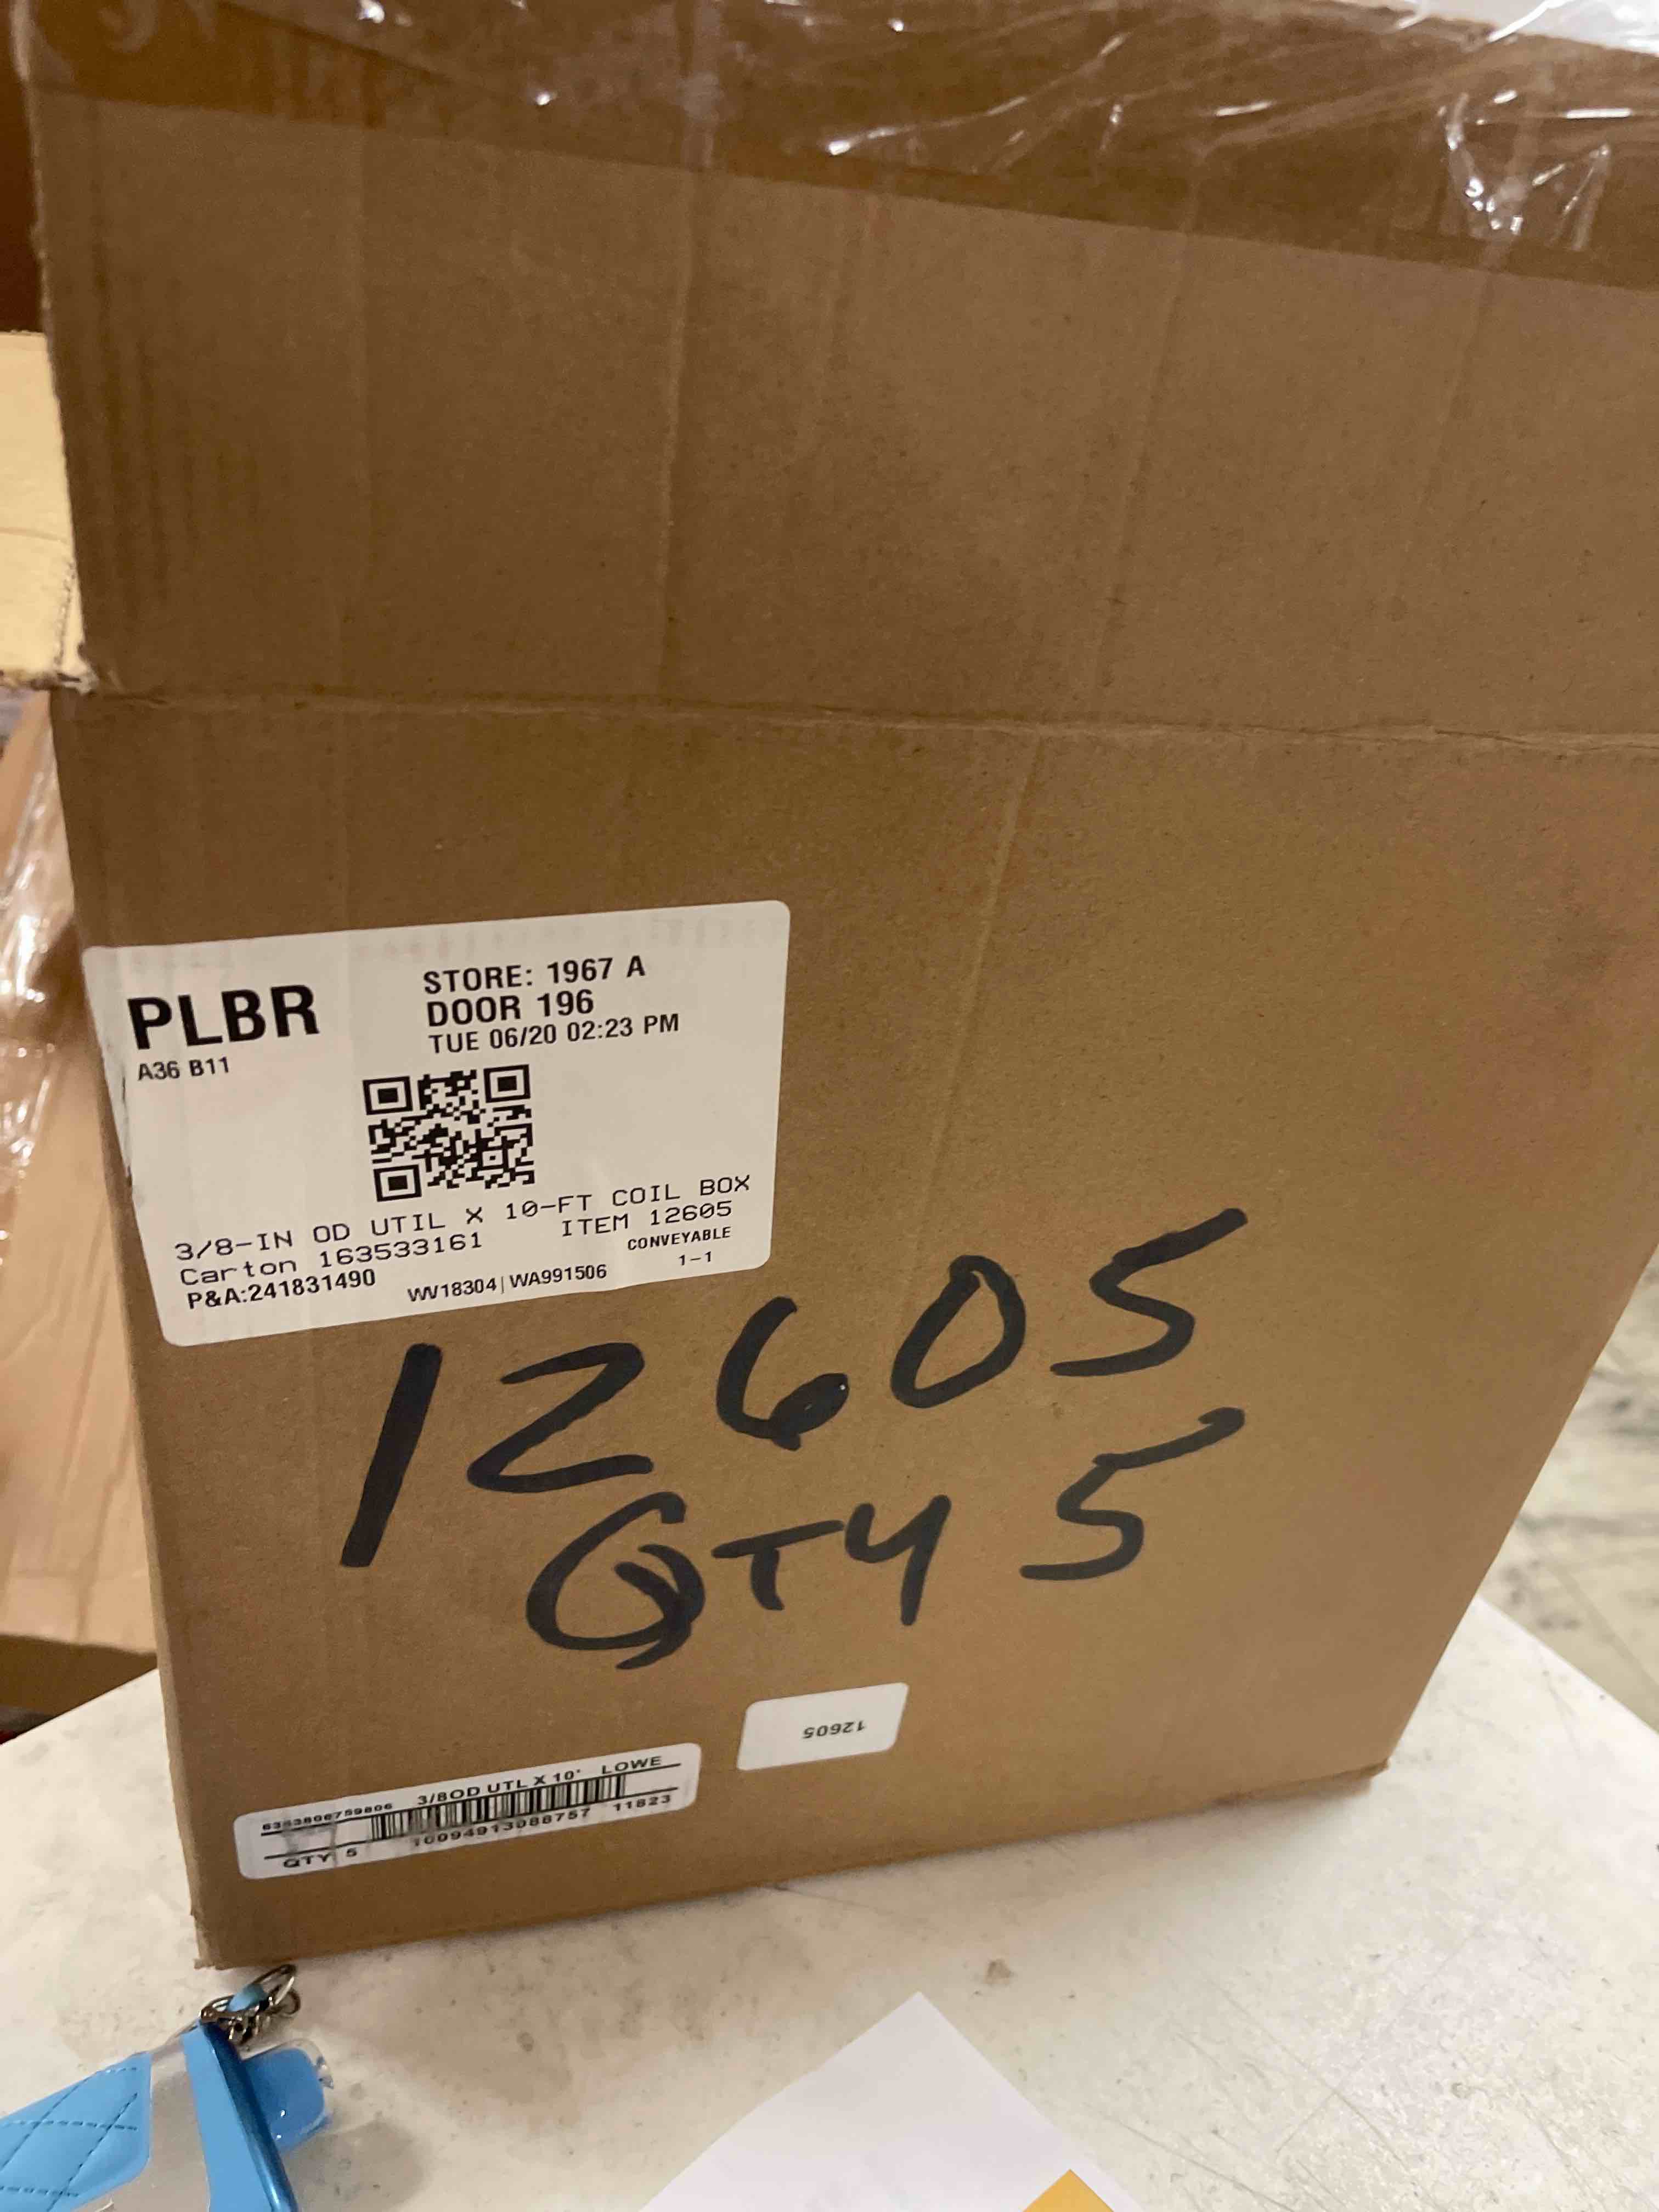 PLBR
A36 B11
STORE: 1967 A
DOOR 196
TUE 06/20 02:23 PM
3/8-IN OD UTIL X 10-FT COIL BOX
Carton 163533161 ITEM 12605
P&A:241831490 WV18304|WA991506 CONVEYABLE
1-1
12605
QTY 5
12605
3/8OD UTL X 10' LOWE
QTY 5 10094913088757 11823